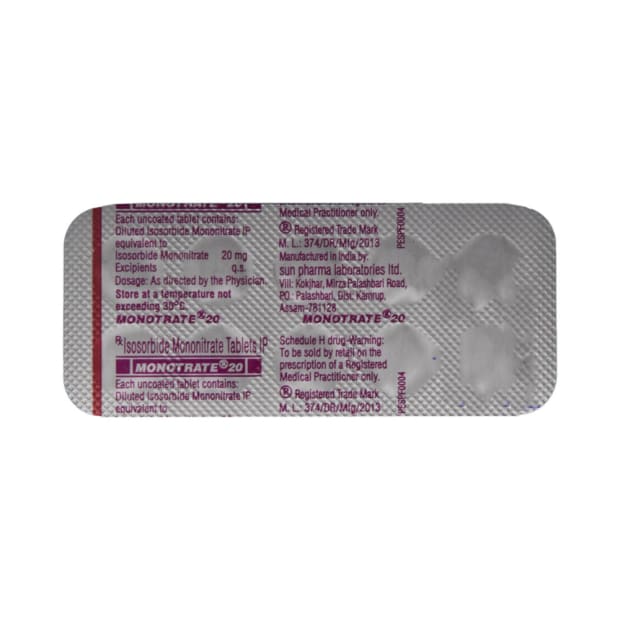 MONOTRATE® 20
Each uncoated tablet contains:
Diluted Isosorbide Mononitrate IP
equivalent to
Isosorbide Mononitrate 20 mg
Excipients q.s.
Dosage: As directed by the Physician.
Store at a temperature not
exceeding 30°C.
MONOTRATE®20
℞ Isosorbide Mononitrate Tablets IP
MONOTRATE®20
Each uncoated tablet contains:
Diluted Isosorbide Mononitrate IP
equivalent to
Medical Practitioner only.
® Registered Trade Mark
M. L.: 374/DR/Mfg/2013
Manufactured in India by:
sun pharma laboratories ltd.
Vill: Kokjhar, Mirza Palashbari Road,
PO.: Palashbari, Dist: Kamrup,
Assam-781128
MONOTRATE®20
Schedule H drug-Warning:
To be sold by retail on the
prescription of a Registered
Medical Practitioner only.
® Registered Trade Mark
M. L.: 374/DR/Mfg/2013
PESPF0004
PESPF0004